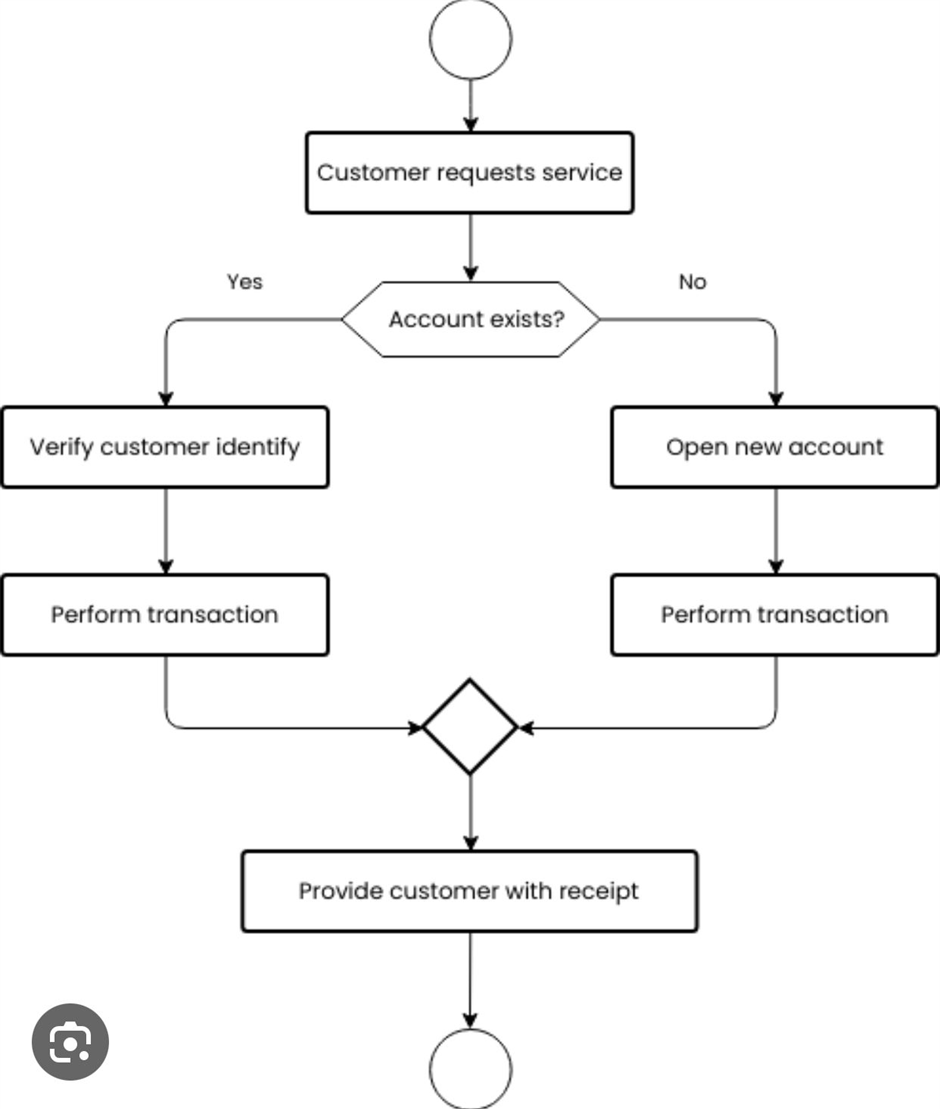 Customer requests service
Yes
No
Account exists?
Verify customer identify
Open new account
Perform transaction
Perform transaction
Provide customer with receipt